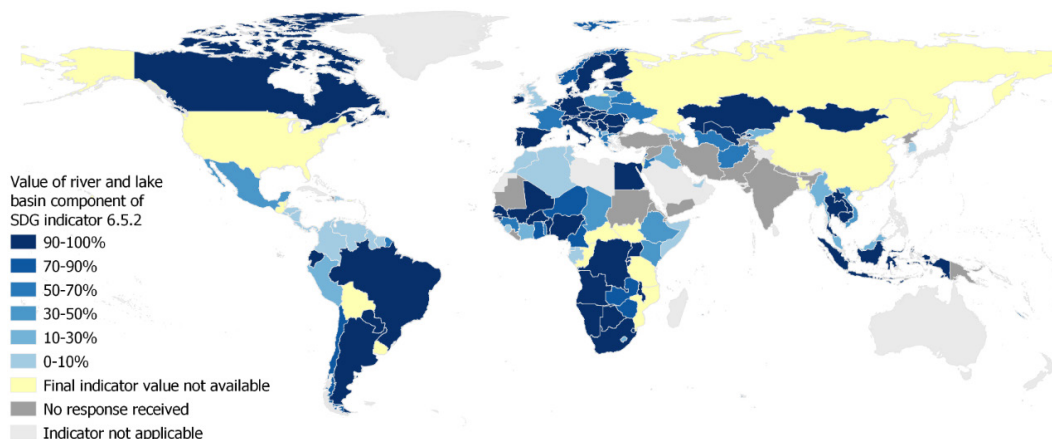 Value of river and lake
basin component of
SDG indicator 6.5.2
90-100%
70-90%
50-70%
30-50%
10-30%
0-10%
Final indicator value not available
No response received
Indicator not applicable